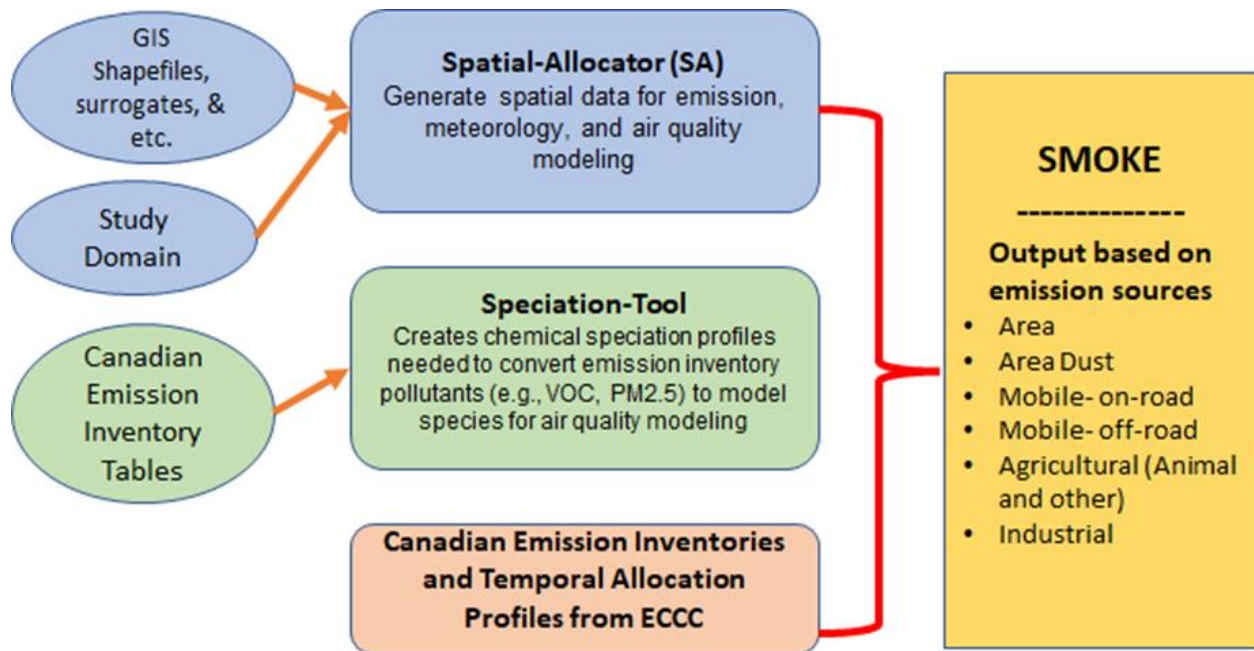 GIS
Shapefiles,
surrogates, &
etc.
Study
Domain
Canadian
Emission
Inventory
Tables
Spatial-Allocator (SA)
Generate spatial data for emission,
meteorology, and air quality
modeling
Speciation-Tool
Creates chemical speciation profiles
needed to convert emission inventory
pollutants (e.g., VOC, PM2.5) to model
species for air quality modeling
Canadian Emission Inventories
and Temporal Allocation
Profiles from ECCC
SMOKE
--------------
Output based on
emission sources
• Area
• Area Dust
• Mobile- on-road
• Mobile- off-road
• Agricultural (Animal
and other)
• Industrial